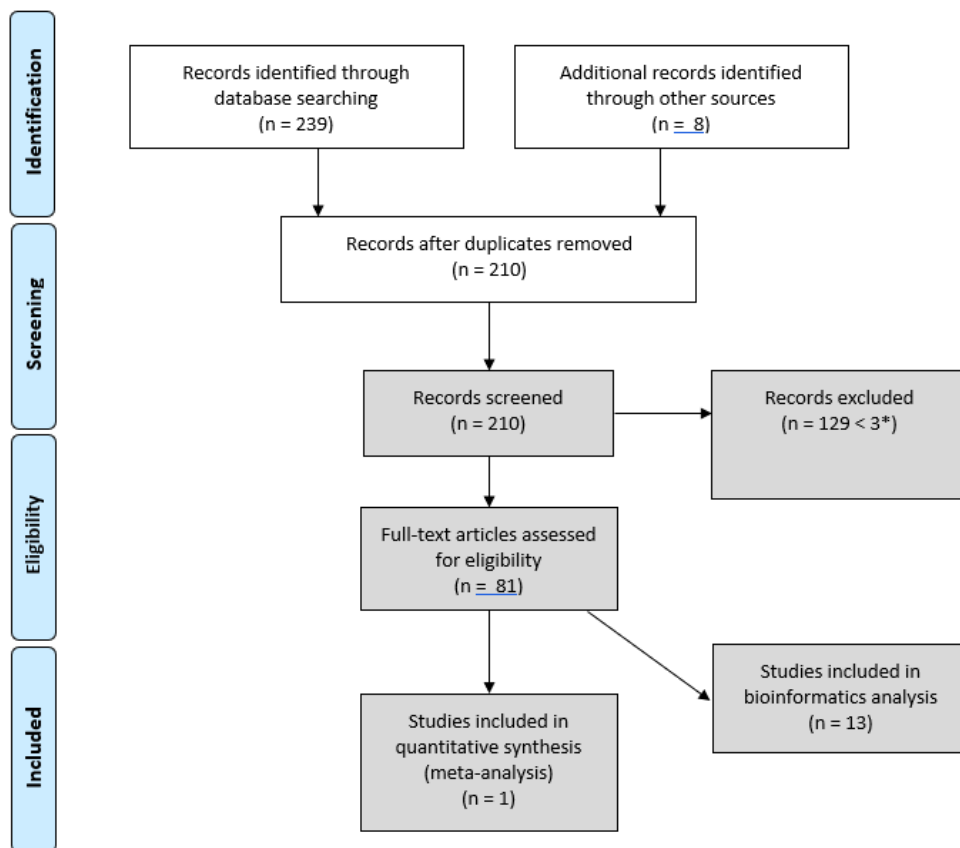 Identification
Records identified through
database searching
(n = 239)
Additional records identified
through other sources
(n = 8)
Screening
Records after duplicates removed
(n = 210)
Records screened
(n = 210)
Records excluded
(n = 129 < 3*)
Eligibility
Full-text articles assessed
for eligibility
(n = 81)
Included
Studies included in
quantitative synthesis
(meta-analysis)
(n = 1)
Studies included in
bioinformatics analysis
(n = 13)